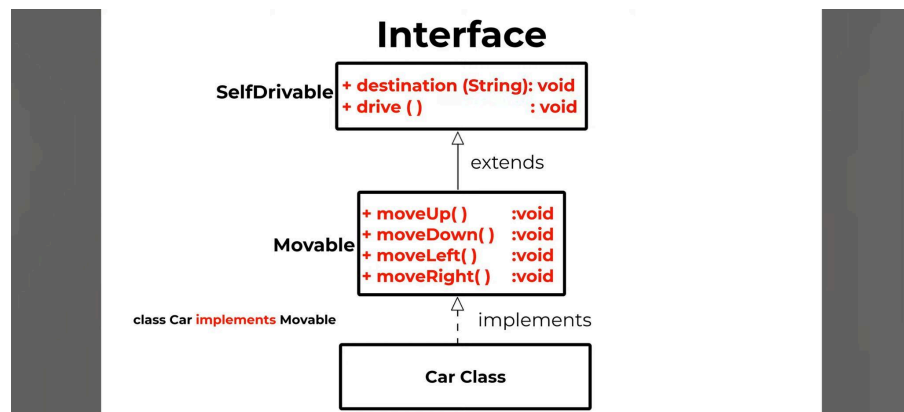 Interface
SelfDrivable
+ destination (String): void
+ drive ( ) : void
extends
Movable
+ moveUp( ) :void
+ moveDown( ) :void
+ moveLeft( ) :void
+ moveRight( ) :void
class Car implements Movable
implements
Car Class